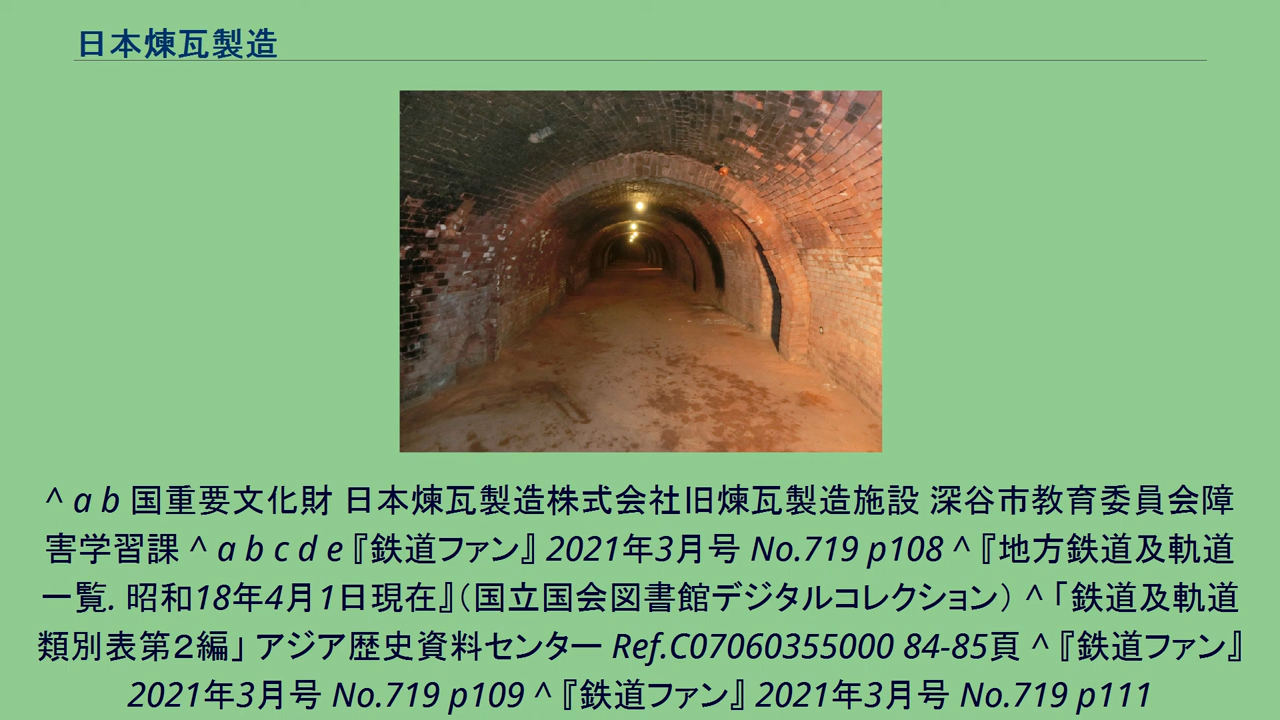 日本煉瓦製造
^ a b 国重要文化財 日本煉瓦製造株式会社旧煉瓦製造施設 深谷市教育委員会障
害学習課 ^ a b c d e『鉄道ファン』2021年3月号 No.719 p108 ^『地方鉄道及軌道
一覧. 昭和18年4月1日現在』（国立国会図書館デジタルコレクション） ^「鉄道及軌道
類別表第２編」アジア歴史資料センター Ref.C07060355000 84-85頁 ^『鉄道ファン』
2021年3月号 No.719 p109 ^『鉄道ファン』2021年3月号 No.719 p111